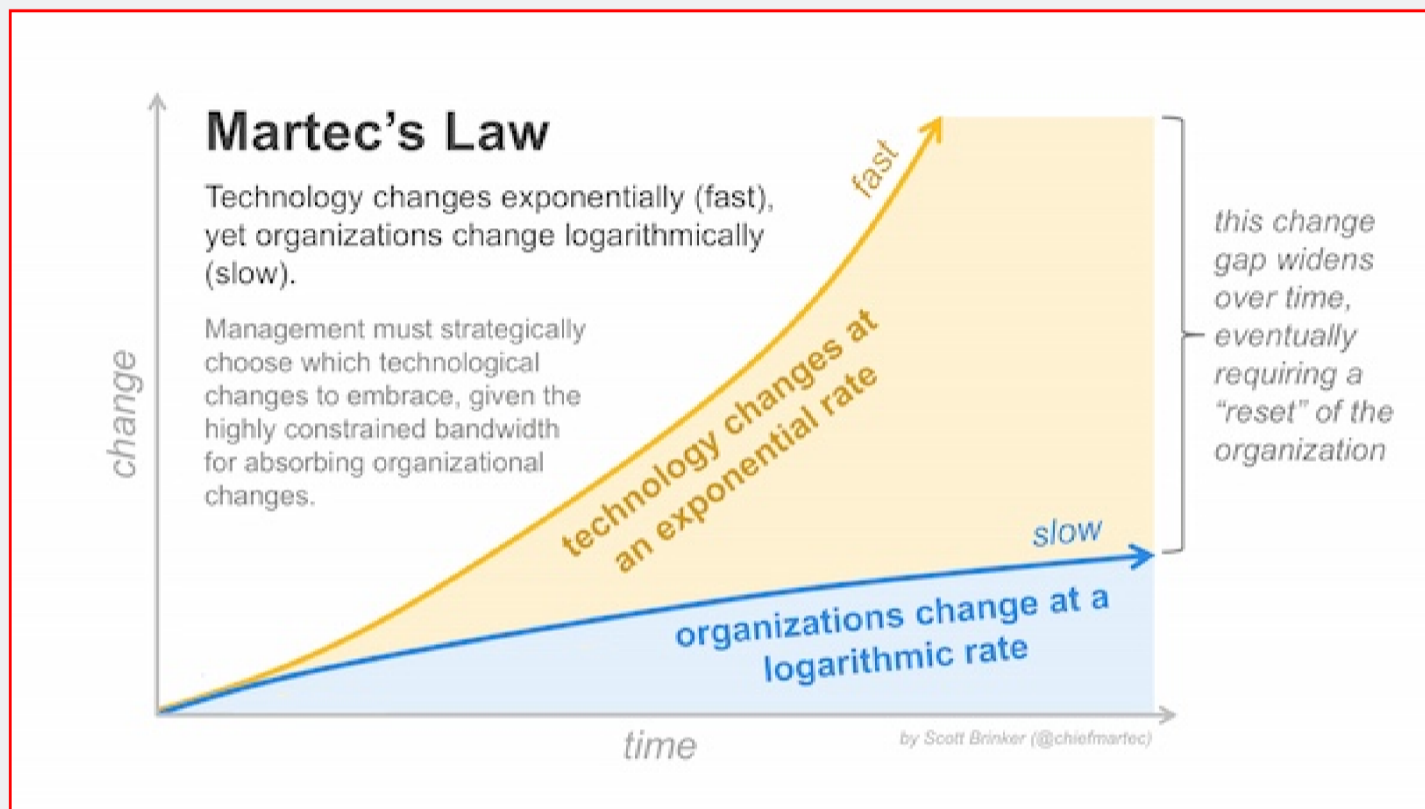 Martec's Law
Technology changes exponentially (fast),
yet organizations change logarithmically
(slow).
Management must strategically
choose which technological
changes to embrace, given the
highly constrained bandwidth
for absorbing organizational
changes.
change
fast
technology changes at
an exponential rate
this change
gap widens
over time,
eventually
requiring a
“reset” of the
organization
slow
organizations change at a
logarithmic rate
time
by Scott Brinker (@chiefmartec)